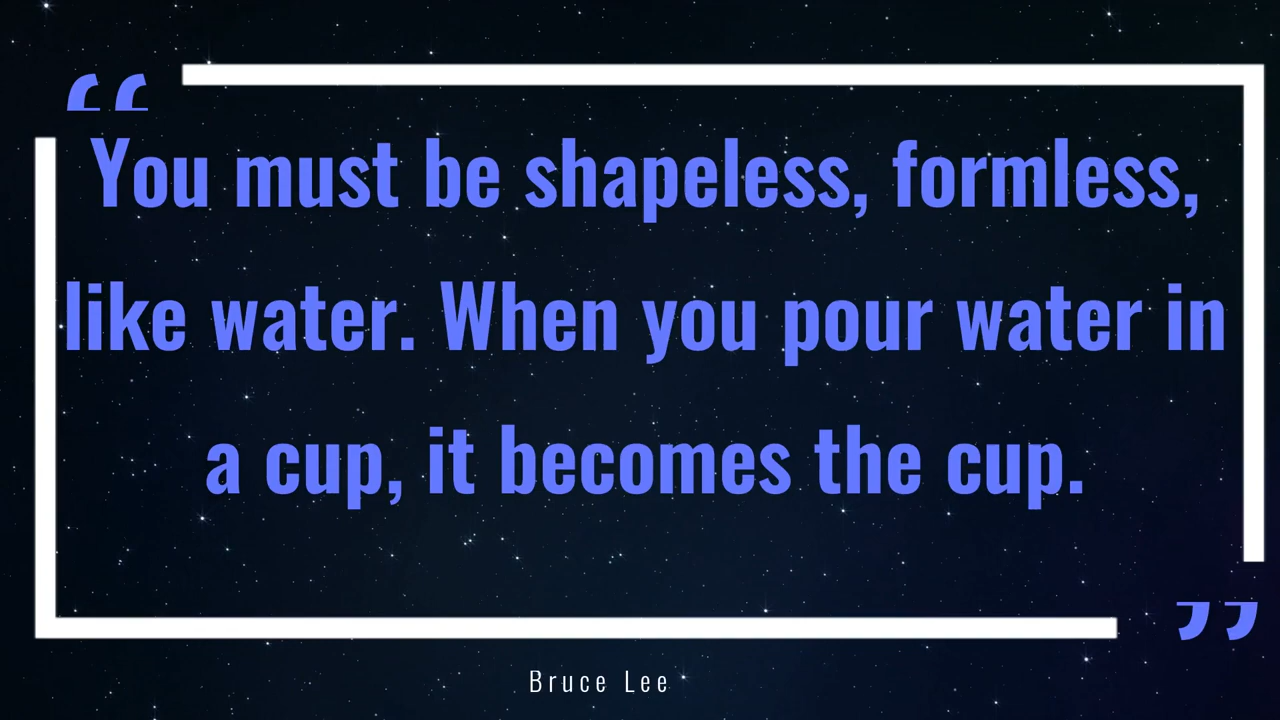 “
You must be shapeless, formless,
like water. When you pour water in
a cup, it becomes the cup.
”
Bruce Lee